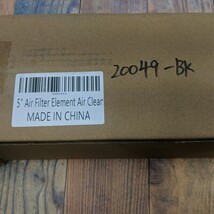 20049-BK
5" Air Filter Element Air Clean
MADE IN CHINA